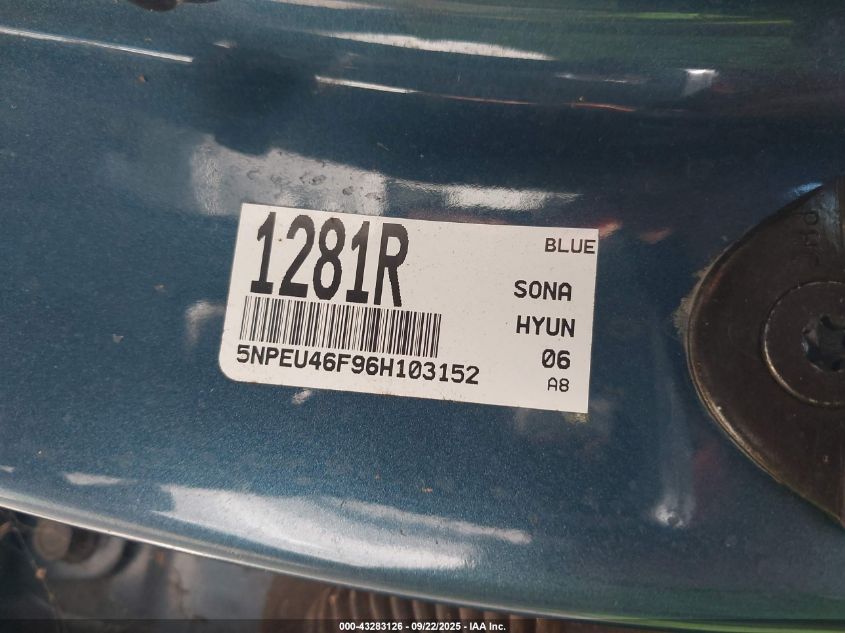 1281R
BLUE
SONA
HYUN
5NPEU46F96H103152
06
A8
000-43283126 - 09/22/2025 - © IAA Inc.